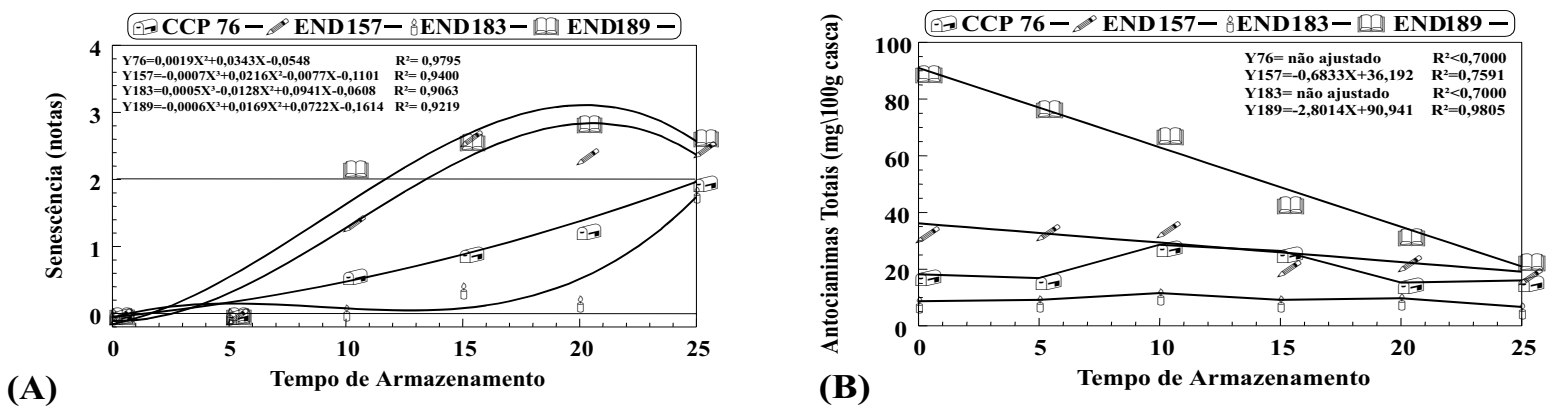 CCP 76 — END 157 — END183 — END189 —
4
3
2
1
0
Senescência (notas)
Y76=0,0019X²+0,0343X-0,0548 R²= 0,9795
Y157=-0,0007X³+0,0216X²-0,0077X-0,1101 R²= 0,9400
Y183=0,0005X³-0,0128X²+0,0941X-0,0608 R²= 0,9063
Y189=-0,0006X³+0,0169X²+0,0722X-0,1614 R²= 0,9219
0 5 10 15 20 25
Tempo de Armazenamento
(A)
CCP 76 — END 157 — END183 — END189 —
100
80
60
40
20
0
Antocianimas Totais (mg\100g casca)
Y76= não ajustado R²<0,7000
Y157=-0,6833X+36,192 R²=0,7591
Y183= não ajustado R²<0,7000
Y189=-2,8014X+90,941 R²=0,9805
0 5 10 15 20 25
Tempo de Armazenamento
(B)